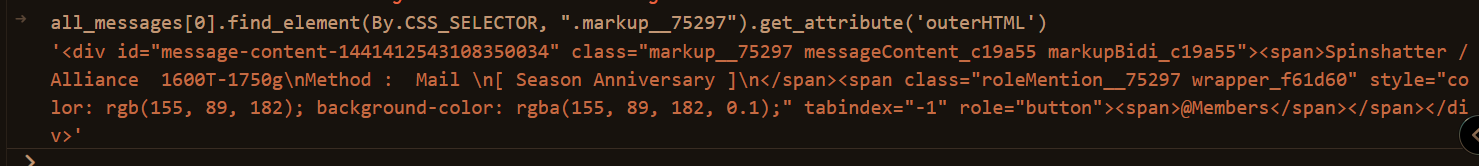 all_messages[0].find_element(By.CSS_SELECTOR, ".markup__75297").get_attribute('outerHTML')
'<div id="message-content-1441412543108350034" class="markup__75297 messageContent_c19a55 markupBidi_c19a55"><span>Spinshatter /
Alliance  1600T-1750g\nMethod :  Mail \n[ Season Anniversary ]\n</span><span class="roleMention__75297 wrapper_f61d60" style="co
lor: rgb(155, 89, 182); background-color: rgba(155, 89, 182, 0.1);" tabindex="-1" role="button"><span>@Members</span></span></di
v>'